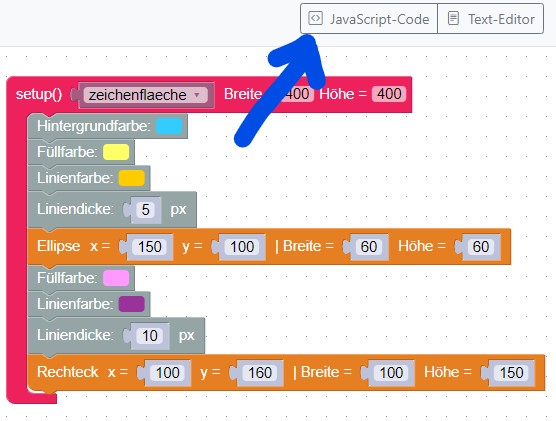 JavaScript-Code Text-Editor
setup() zeichenflaeche Breite 400 Höhe = 400
Hintergrundfarbe:
Füllfarbe:
Linienfarbe:
Liniendicke: 5 px
Ellipse x = 150 y = 100 | Breite = 60 Höhe = 60
Füllfarbe:
Linienfarbe:
Liniendicke: 10 px
Rechteck x = 100 y = 160 | Breite = 100 Höhe = 150